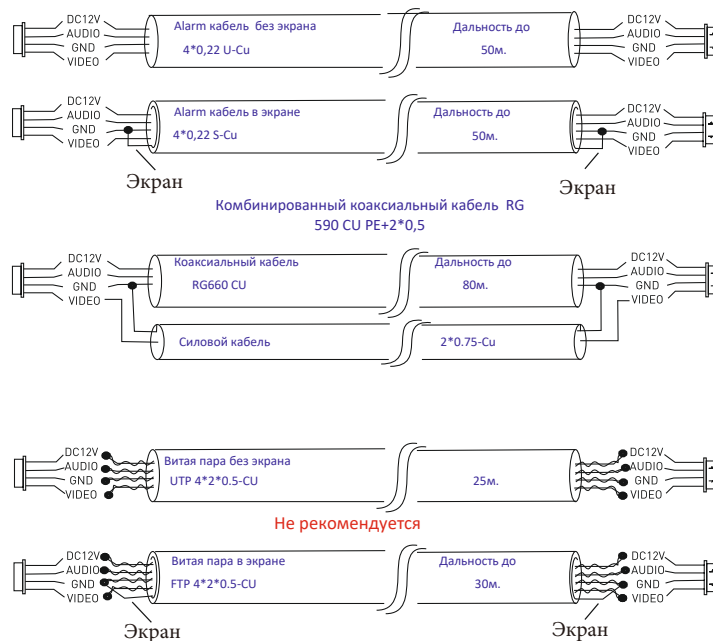 DC12V
AUDIO
GND
VIDEO
Alarm кабель без экрана
4*0,22 U-Cu
Дальность до
50м.
DC12V
AUDIO
GND
VIDEO
DC12V
AUDIO
GND
VIDEO
Экран
Alarm кабель в экране
4*0,22 S-Cu
Дальность до
50м.
DC12V
AUDIO
GND
VIDEO
Экран
Комбинированный коаксиальный кабель RG
590 CU PE+2*0,5
DC12V
AUDIO
GND
VIDEO
Коаксиальный кабель
RG660 CU
Дальность до
80м.
DC12V
AUDIO
GND
VIDEO
Силовой кабель
2*0.75-Cu
DC12V
AUDIO
GND
VIDEO
Витая пара без экрана
UTP 4*2*0.5-CU
25м.
DC12V
AUDIO
GND
VIDEO
Не рекомендуется
DC12V
AUDIO
GND
VIDEO
Экран
Витая пара в экране
FTP 4*2*0.5-CU
Дальность до
30м.
DC12V
AUDIO
GND
VIDEO
Экран